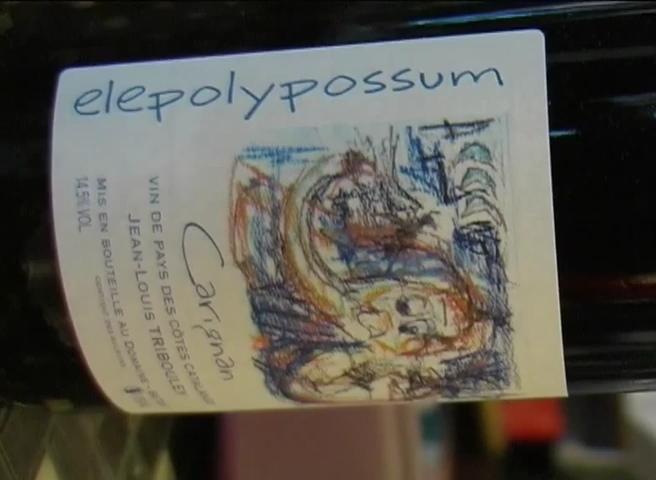 elepolypossum
Carignan
VIN DE PAYS DES CÔTES CATALANES
JEAN-LOUIS TRIBOULEY
MIS EN BOUTEILLE AU DOMAINE
14.5% VOL